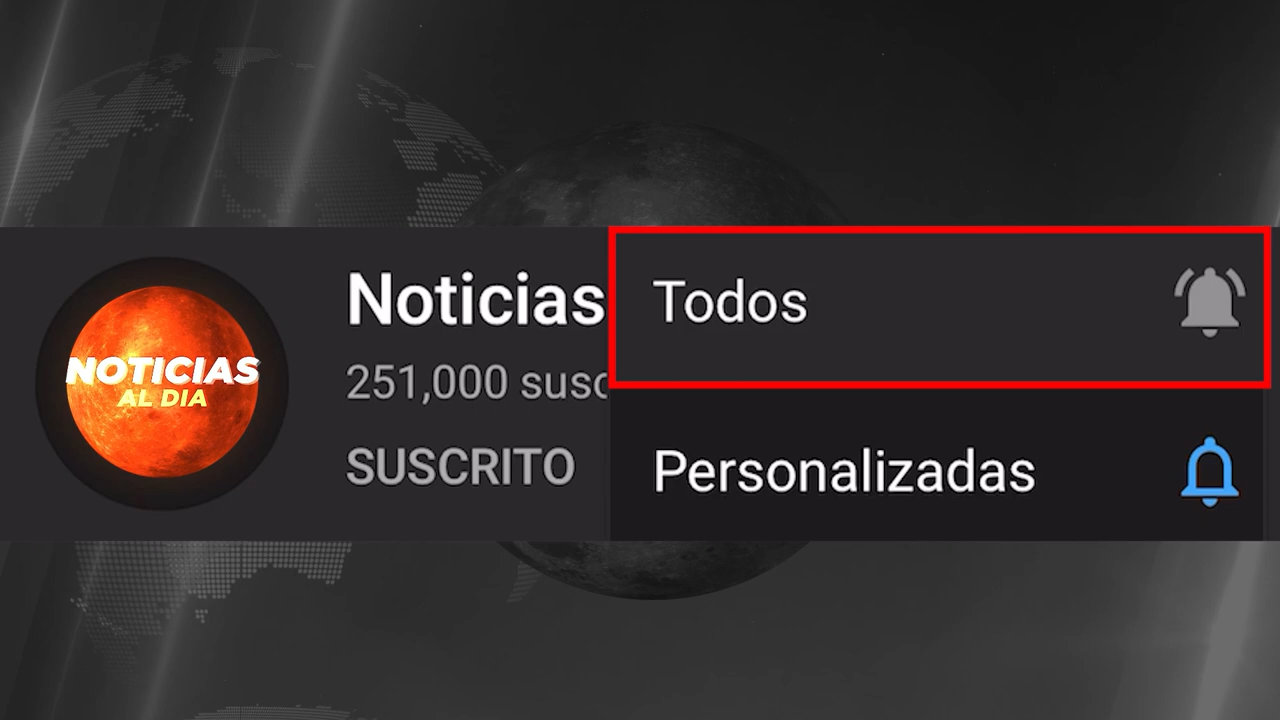 NOTICIAS
AL DIA
Noticias
251,000 susc
SUSCRITO
Todos
Personalizadas